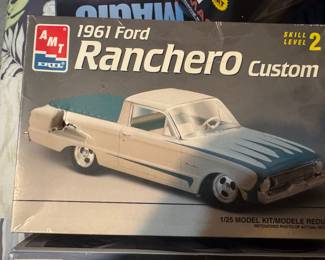 AMT
ERTL
1961 Ford
Ranchero Custom
SKILL
LEVEL 2
1/25 MODEL KIT/MODELE REDU